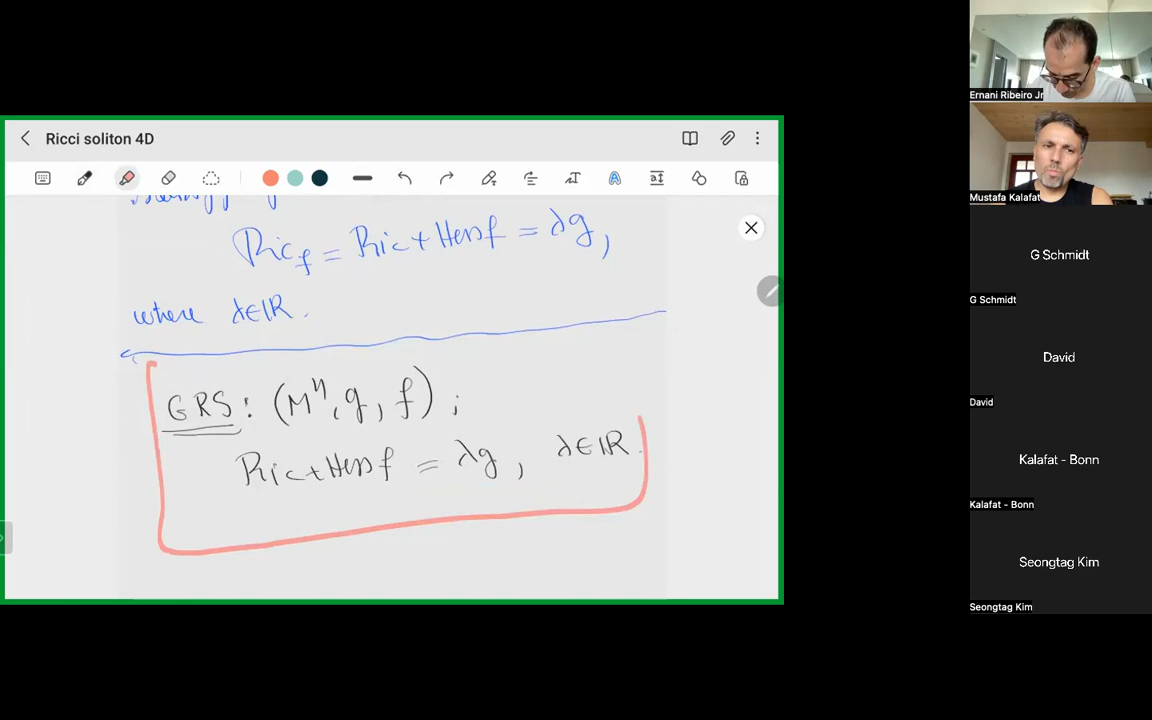 Ricci soliton 4D
Ric_f = Ric + Hess f = λg,
where λ∈ℝ.
GRS: (Mⁿ, g, f);
Ric + Hess f = λg, λ∈ℝ.
Ernani Ribeiro Jr
Mustafa Kalafat
G Schmidt
G Schmidt
David
David
Kalafat - Bonn
Kalafat - Bonn
Seongtag Kim
Seongtag Kim